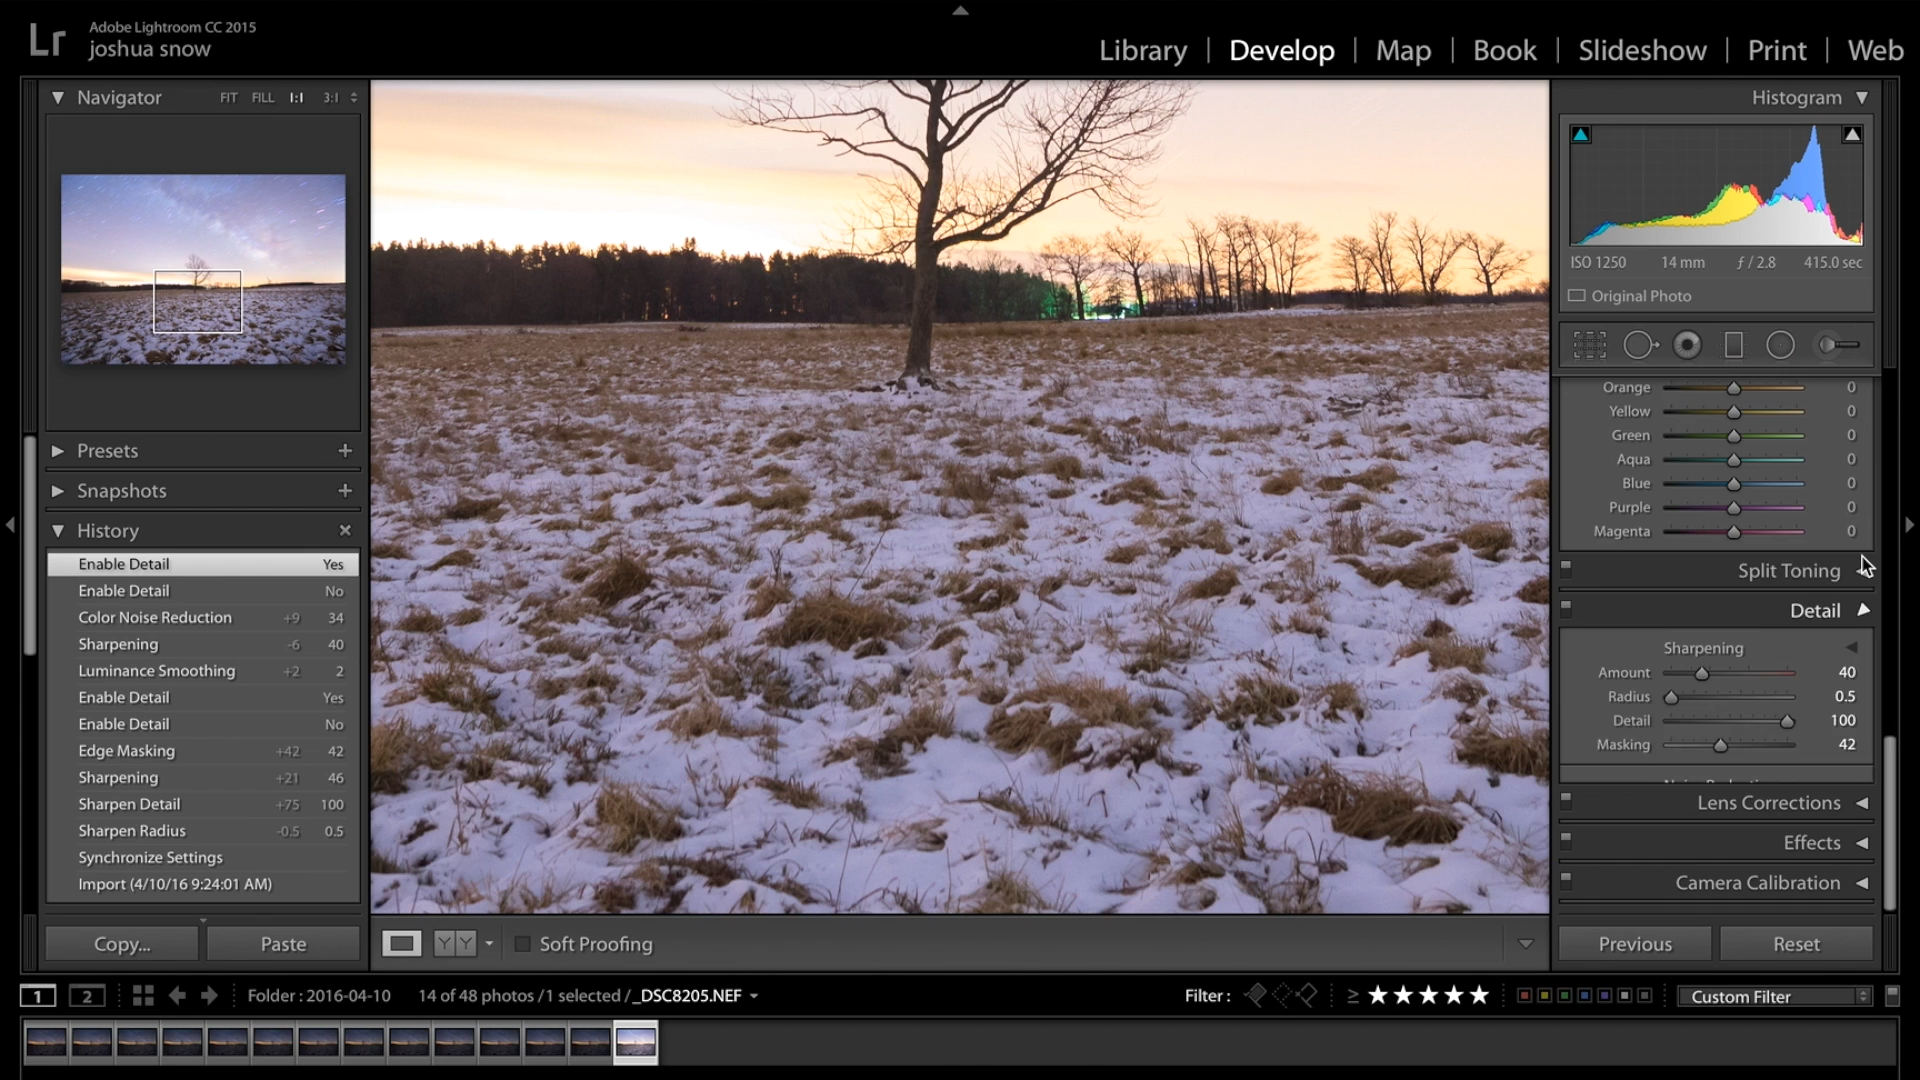 Lr
Adobe Lightroom CC 2015
joshua snow
Library | Develop | Map | Book | Slideshow | Print | Web
Navigator FIT FILL 1:1 3:1
Presets
Snapshots
History
Enable Detail Yes
Enable Detail No
Color Noise Reduction +9 34
Sharpening -6 40
Luminance Smoothing +2 2
Enable Detail Yes
Enable Detail No
Edge Masking +42 42
Sharpening +21 46
Sharpen Detail +75 100
Sharpen Radius -0.5 0.5
Synchronize Settings
Import (4/10/16 9:24:01 AM)
Copy... Paste
YY Soft Proofing
Histogram
ISO 1250 14 mm ƒ / 2.8 415.0 sec
Original Photo
Orange 0
Yellow 0
Green 0
Aqua 0
Blue 0
Purple 0
Magenta 0
Split Toning
Detail
Sharpening
Amount 40
Radius 0.5
Detail 100
Masking 42
Lens Corrections
Effects
Camera Calibration
Previous Reset
1 2 Folder : 2016-04-10 14 of 48 photos /1 selected /_DSC8205.NEF Filter : ≥ ★★★★★ Custom Filter